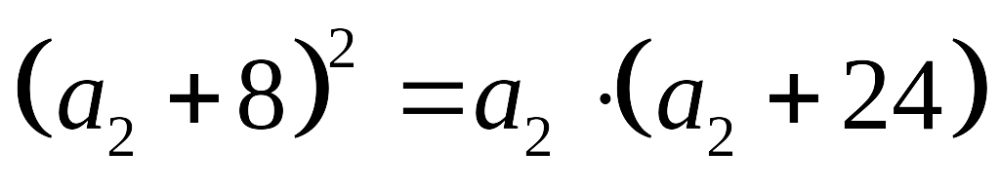 (a₂ + 8)² = a₂ · (a₂ + 24)